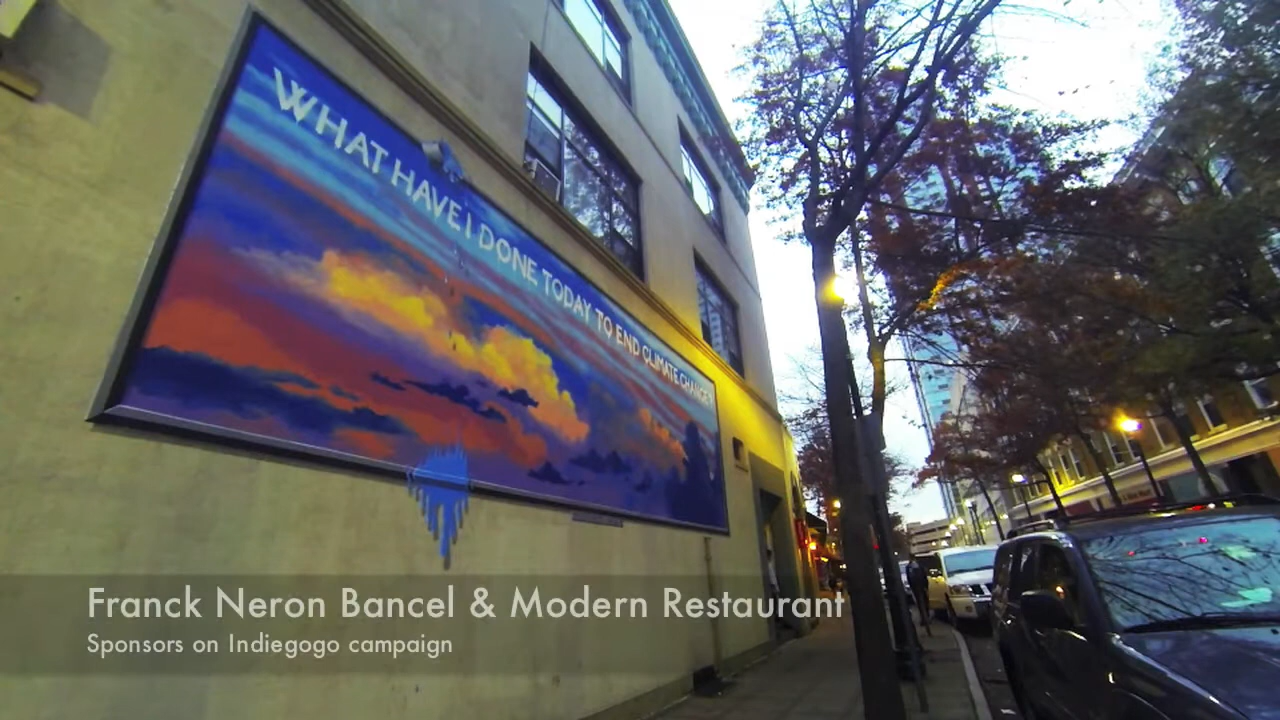 WHAT HAVE I DONE TODAY TO END CLIMATE CHANGE?
Franck Neron Bancel & Modern Restaurant
Sponsors on Indiegogo campaign